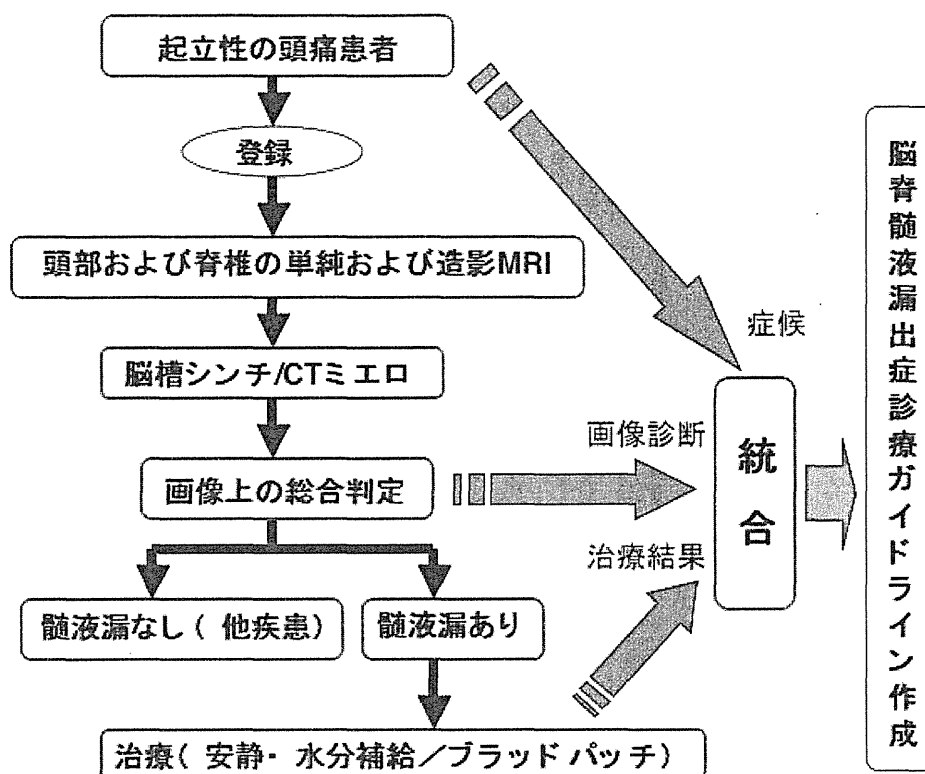 起立性の頭痛患者
登録
頭部および脊椎の単純および造影MRI
脳槽シンチ/CTミエロ
画像上の総合判定
髄液漏なし（他疾患）
髄液漏あり
治療（安静・水分補給／ブラッドパッチ）
症候
画像診断
治療結果
統合
脳脊髄液漏出症診療ガイドライン作成